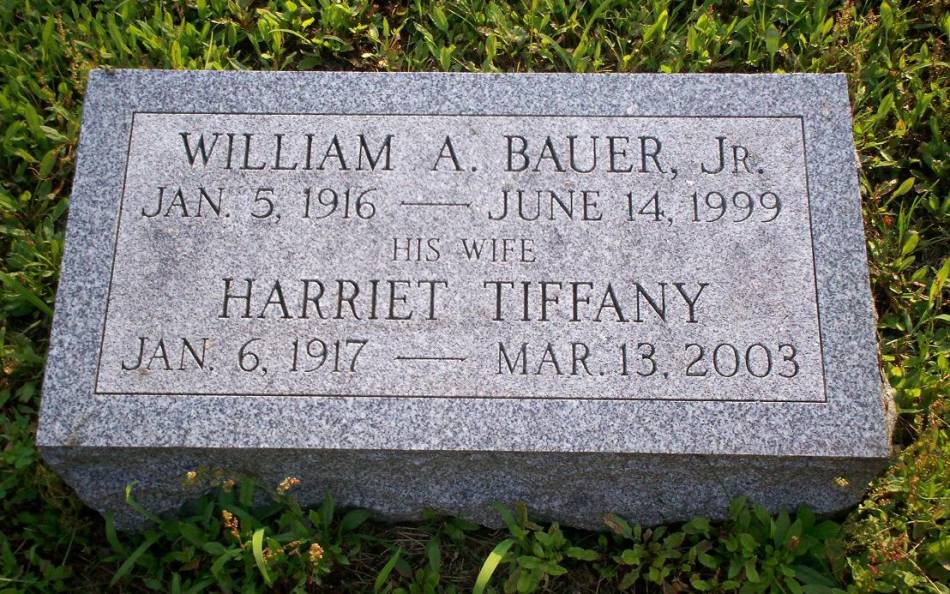 WILLIAM A. BAUER, JR.
JAN. 5, 1916 — JUNE 14, 1999
HIS WIFE
HARRIET TIFFANY
JAN. 6, 1917 — MAR. 13, 2003